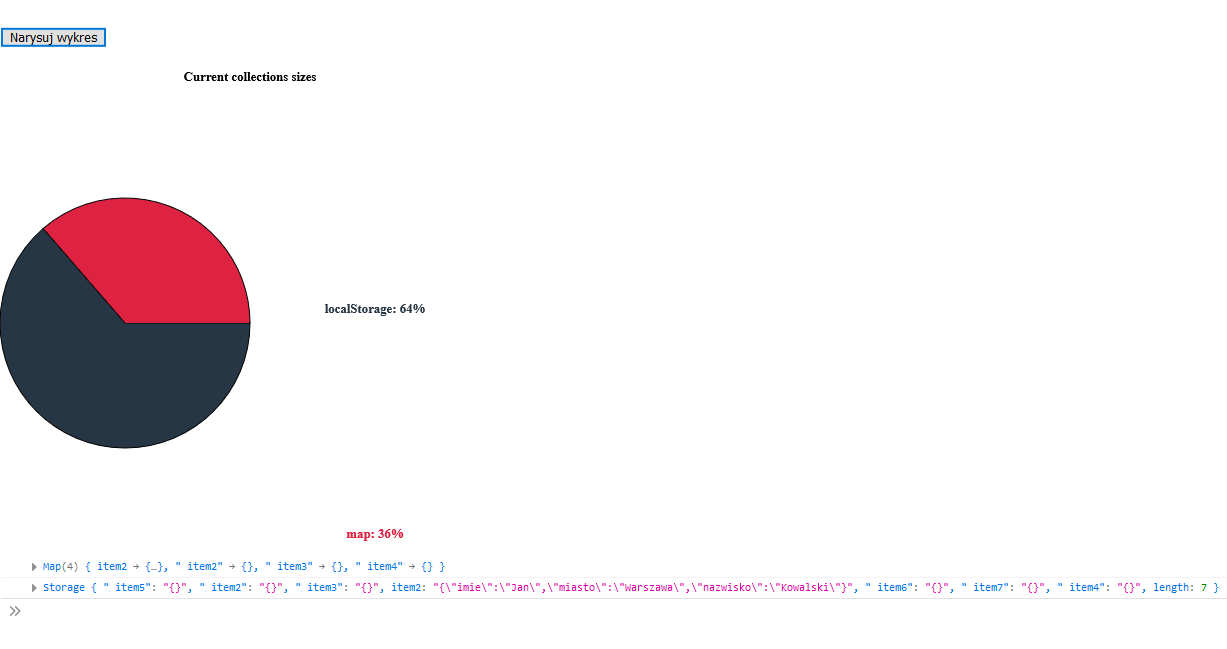 Narysuj wykres
Current collections sizes
localStorage: 64%
map: 36%
Map(4) { item2 → {…}, " item2" → {}, " item3" → {}, " item4" → {} }
Storage { " item5": "{}", " item2": "{}", " item3": "{}", item2: "{\"imie\":\"Jan\",\"miasto\":\"Warszawa\",\"nazwisko\":\"Kowalski\"}", " item6": "{}", " item7": "{}", " item4": "{}", length: 7 }